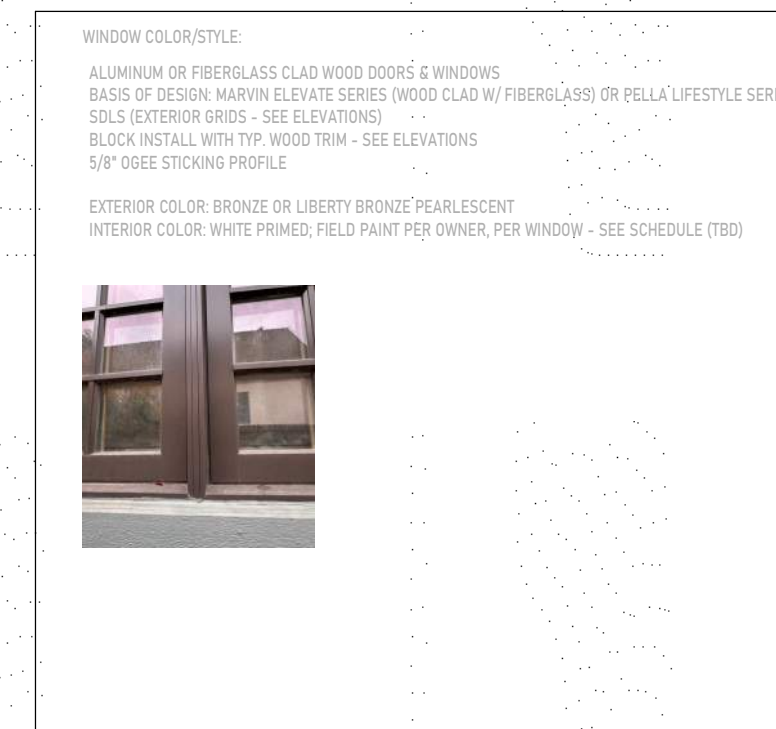 WINDOW COLOR/STYLE:
ALUMINUM OR FIBERGLASS CLAD WOOD DOORS & WINDOWS
BASIS OF DESIGN: MARVIN ELEVATE SERIES (WOOD CLAD W/ FIBERGLASS) OR PELLA LIFESTYLE SERI
SDLS (EXTERIOR GRIDS - SEE ELEVATIONS)
BLOCK INSTALL WITH TYP. WOOD TRIM - SEE ELEVATIONS
5/8" OGEE STICKING PROFILE
EXTERIOR COLOR: BRONZE OR LIBERTY BRONZE PEARLESCENT
INTERIOR COLOR: WHITE PRIMED; FIELD PAINT PER OWNER, PER WINDOW - SEE SCHEDULE (TBD)